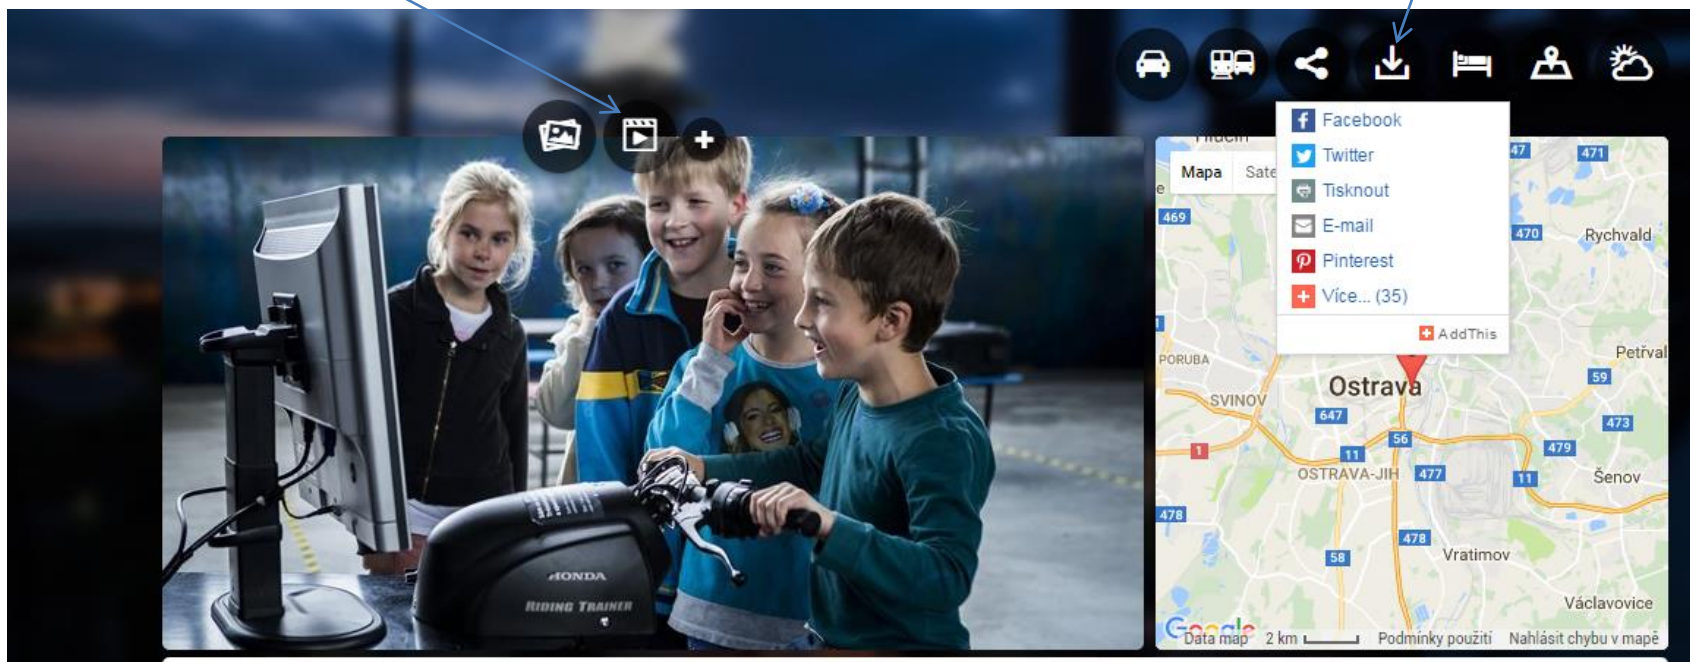 Facebook
Twitter
Tisknout
E-mail
Pinterest
Více... (35)
AddThis
Mapa
47
471
469
470
Rychvald
Petřval
PORUBA
59
Ostrava
SVINOV
647
473
56
479
1
11
OSTRAVA-JIH
477
11
Šenov
478
478
58
Vratimov
Václavovice
Google
Data map
2 km
Podmínky použití
Nahlásit chybu v mapě
HONDA
RIDING TRAINER